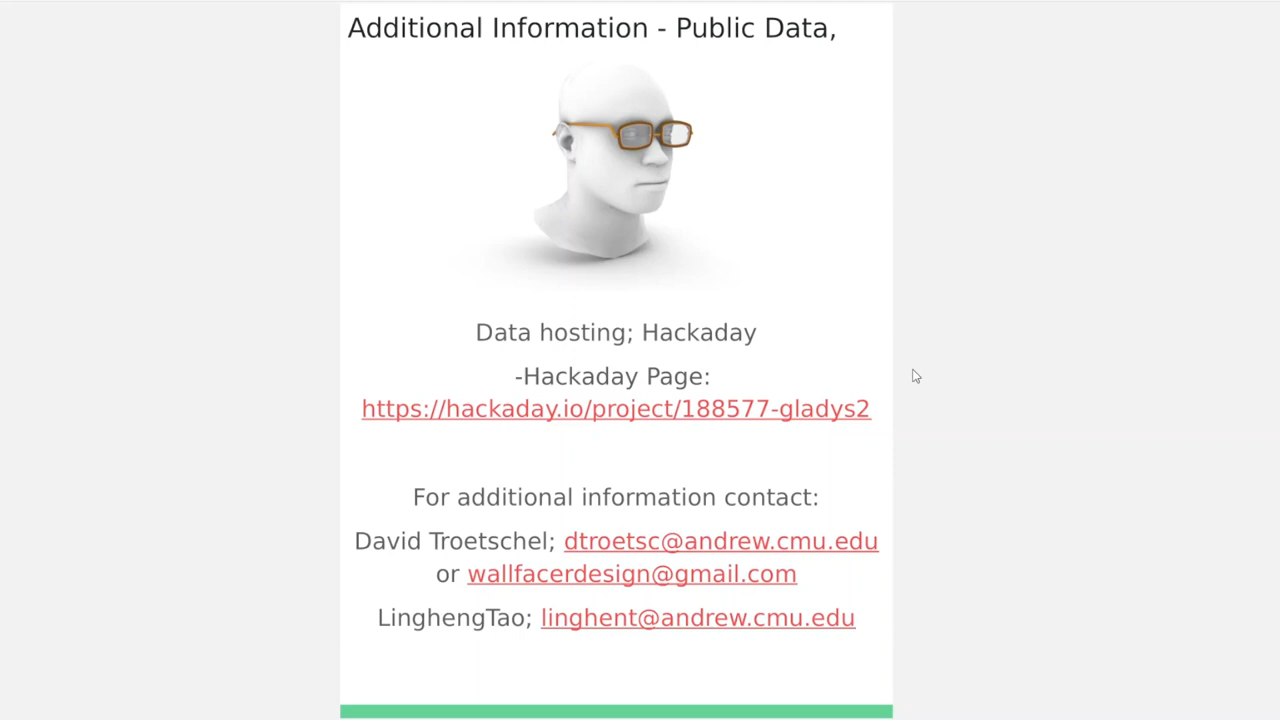 Additional Information - Public Data,
Data hosting; Hackaday
-Hackaday Page:
https://hackaday.io/project/188577-gladys2
For additional information contact:
David Troetschel; dtroetsc@andrew.cmu.edu
or wallfacerdesign@gmail.com
LinghengTao; linghent@andrew.cmu.edu